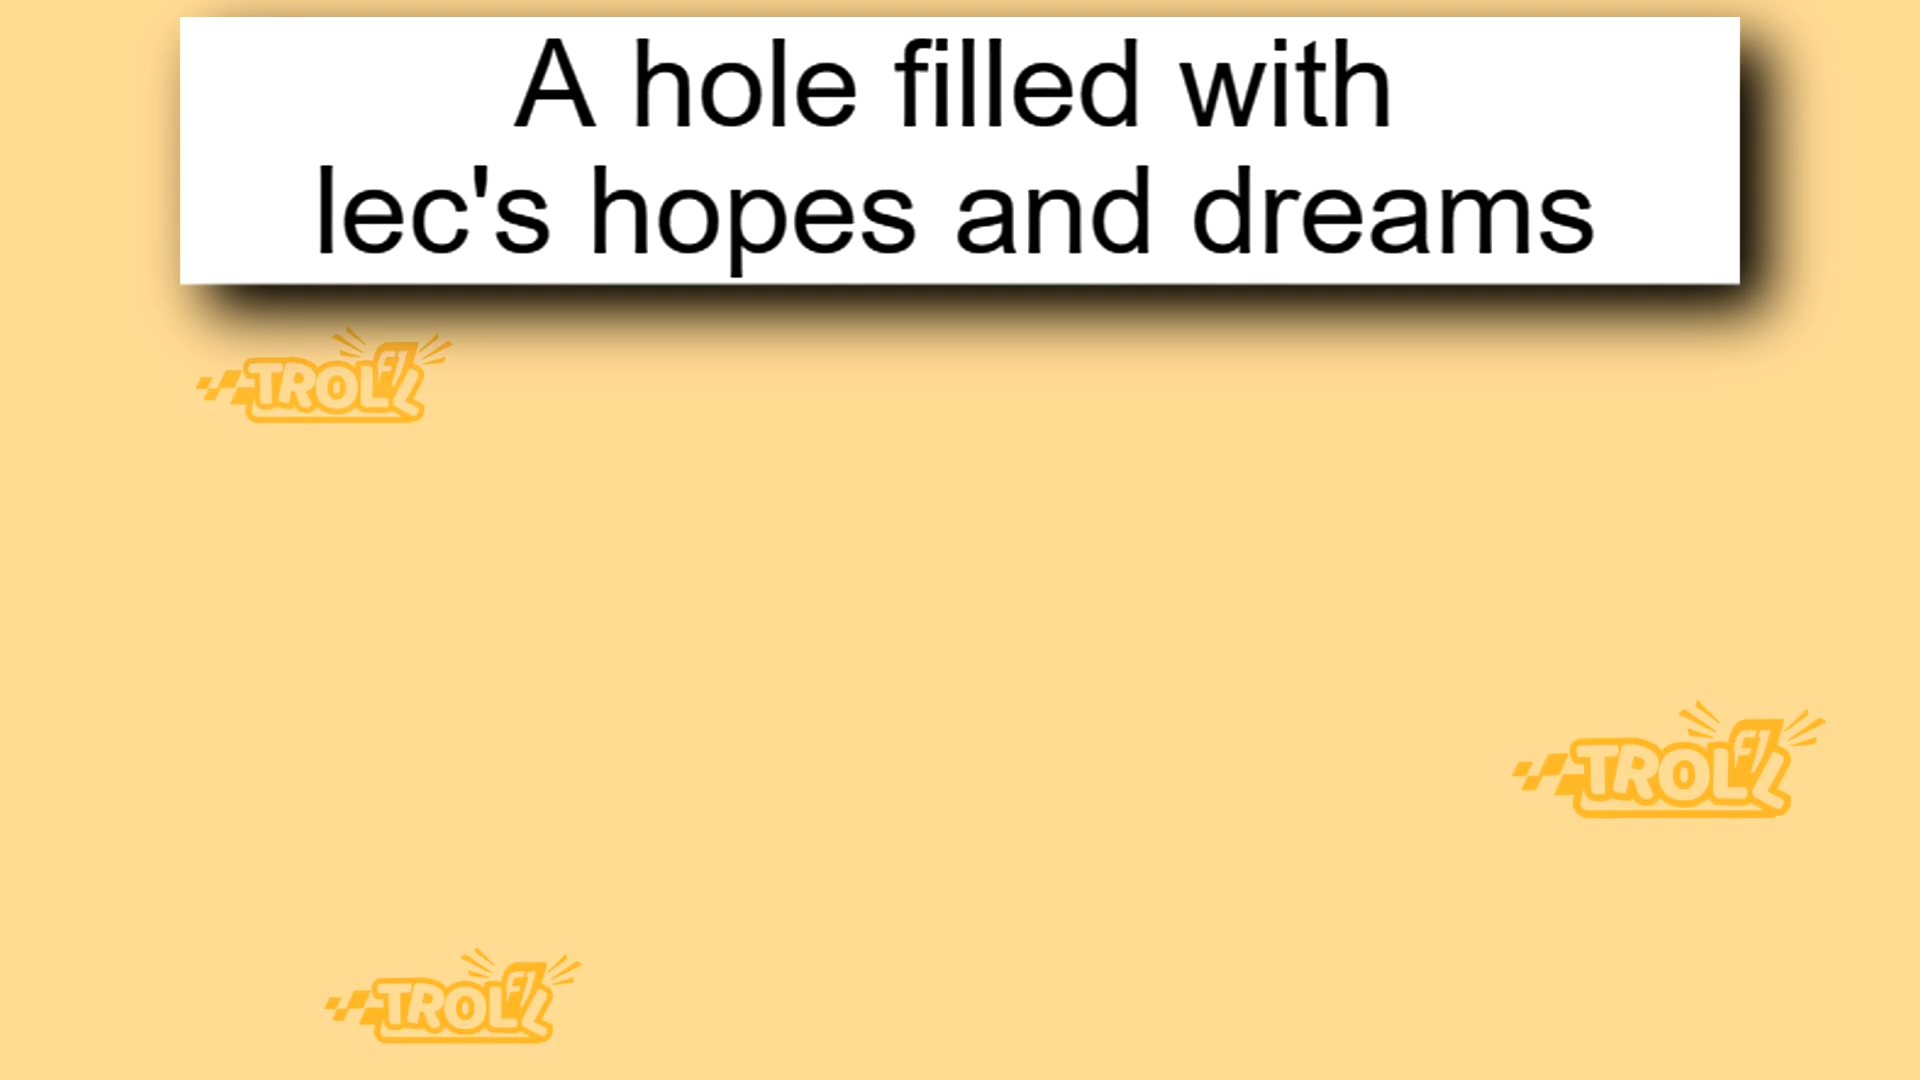 A hole filled with
lec's hopes and dreams
TROLL F1
TROLL F1
TROLL F1